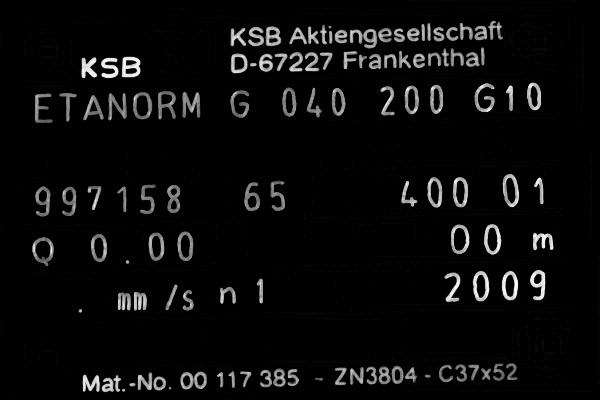 KSB Aktiengesellschaft
KSB D-67227 Frankenthal
ETANORM G 040 200 G10
997158 65 400 01
Q 0.00 00 m
. mm/s n 1 2009
Mat.-No. 00 117 385 - ZN3804 - C37x52